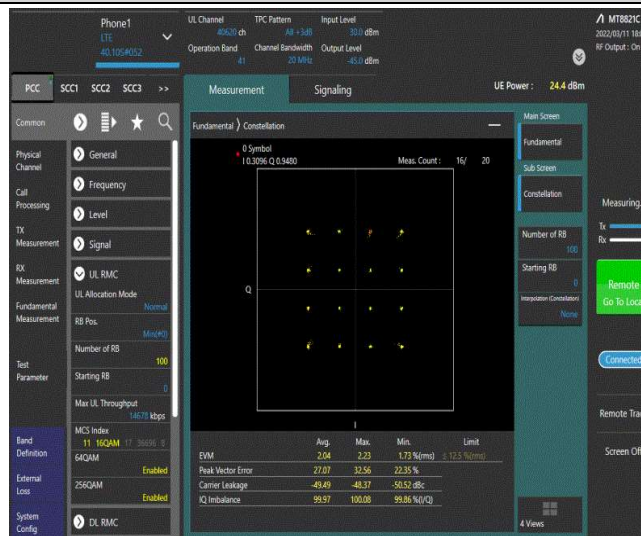 Phone1
LTE
40.10S#052
UL Channel TPC Pattern Input Level
40620 ch All +3dB 30.0 dBm
Operation Band Channel Bandwidth Output Level
41 20 MHz -45.0 dBm
MT8821C
2022/03/11 18:
RF Output : On
PCC SCC1 SCC2 SCC3 >>
Measurement Signaling
UE Power : 24.4 dBm
Common
Physical
Channel
Call
Processing
TX
Measurement
RX
Measurement
Fundamental
Measurement
Test
Parameter
Band
Definition
External
Loss
System
Config
General
Frequency
Level
Signal
UL RMC
UL Allocation Mode
Normal
RB Pos.
Min(#0)
Number of RB
100
Starting RB
0
Max UL Throughput
14678 kbps
MCS Index
11 16QAM 17 36696 6
64QAM
Enabled
256QAM
Enabled
DL RMC
Fundamental Constellation
0 Symbol
I 0.3096 Q 0.9480
Meas. Count : 16/ 20
Q
I
Avg. Max. Min. Limit
EVM 2.04 2.23 1.73 %(rms) ≤ 12.5 %(rms)
Peak Vector Error 27.07 32.56 22.35 %
Carrier Leakage -49.49 -48.37 -50.52 dBc
IQ Imbalance 99.97 100.08 99.86 %(I/Q)
Main Screen
Fundamental
Sub Screen
Constellation
Number of RB
100
Starting RB
0
Interpolation (Constellation)
None
4 Views
Measuring.
Tx
Rx
Remote
Go To Loca
Connected
Remote Tra
Screen Off